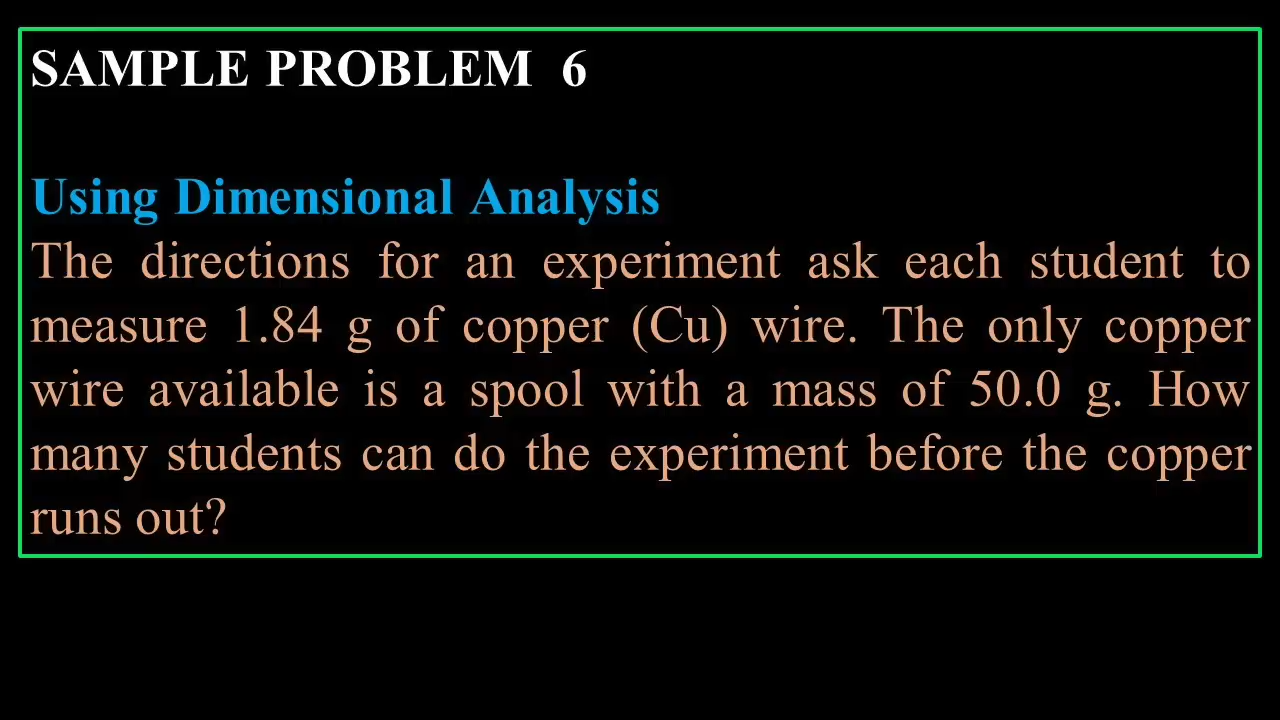 SAMPLE PROBLEM 6
Using Dimensional Analysis
The directions for an experiment ask each student to
measure 1.84 g of copper (Cu) wire. The only copper
wire available is a spool with a mass of 50.0 g. How
many students can do the experiment before the copper
runs out?